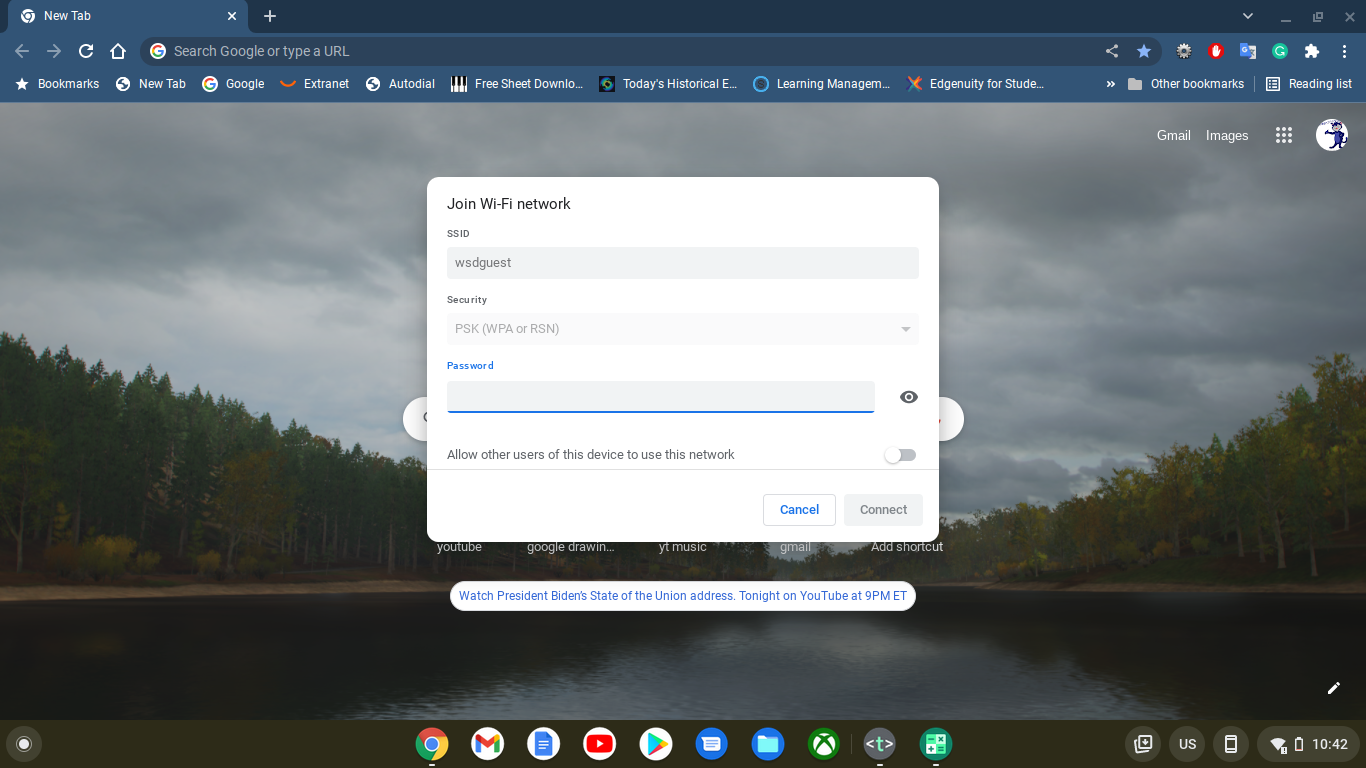 New Tab
Search Google or type a URL
Bookmarks New Tab Google Extranet Autodial Free Sheet Downlo... Today's Historical E... Learning Managem... Edgenuity for Stude... » Other bookmarks Reading list
Gmail Images
Join Wi-Fi network
SSID
wsdguest
Security
PSK (WPA or RSN)
Password
Allow other users of this device to use this network
Cancel Connect
youtube google drawin... yt music gmail Add shortcut
Watch President Biden's State of the Union address. Tonight on YouTube at 9PM ET
<t> US 10:42